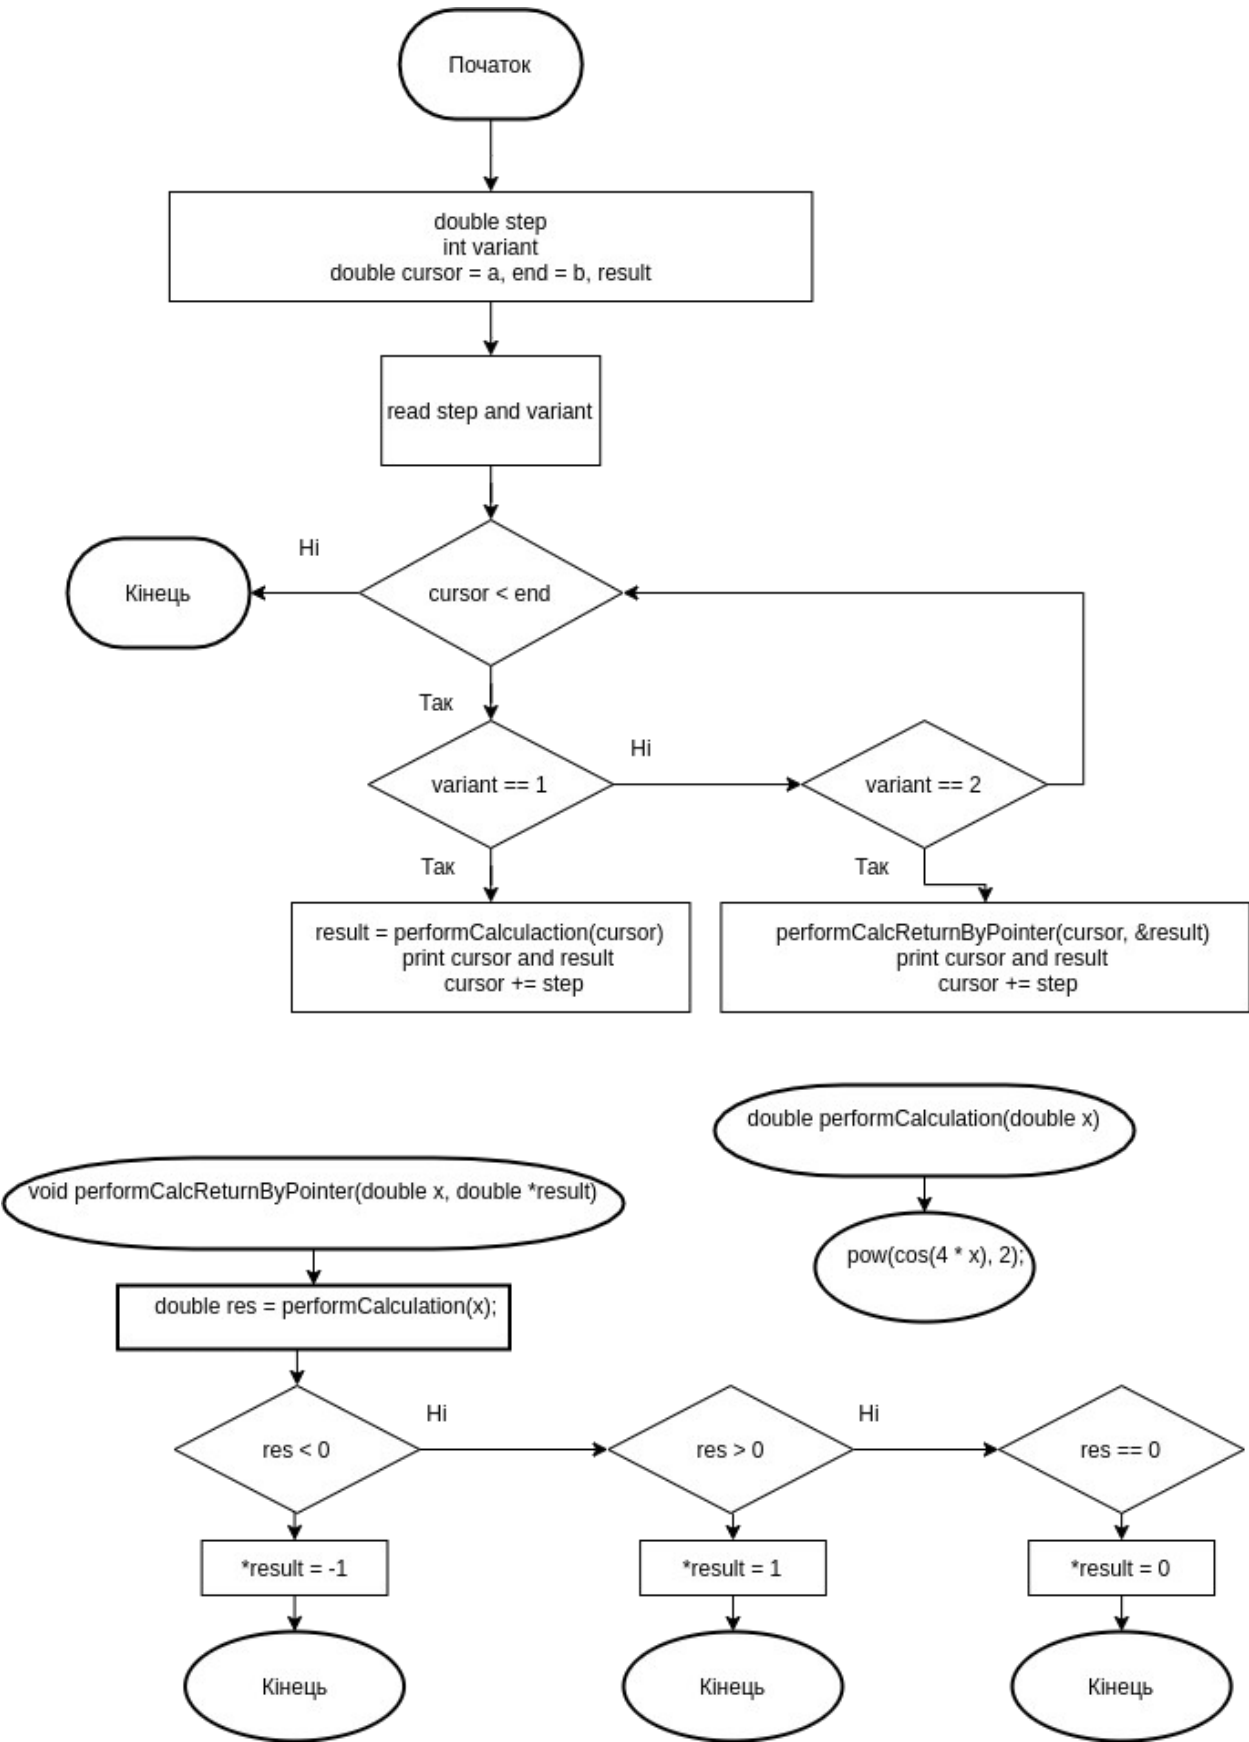 Початок
double step
int variant
double cursor = a, end = b, result
read step and variant
Ні
Кінець
cursor < end
Так
Ні
variant == 1
variant == 2
Так
Так
result = performCalculaction(cursor)
print cursor and result
cursor += step
performCalcReturnByPointer(cursor, &result)
print cursor and result
cursor += step
double performCalculation(double x)
pow(cos(4 * x), 2);
void performCalcReturnByPointer(double x, double *result)
double res = performCalculation(x);
Ні
Ні
res < 0
res > 0
res == 0
*result = -1
*result = 1
*result = 0
Кінець
Кінець
Кінець